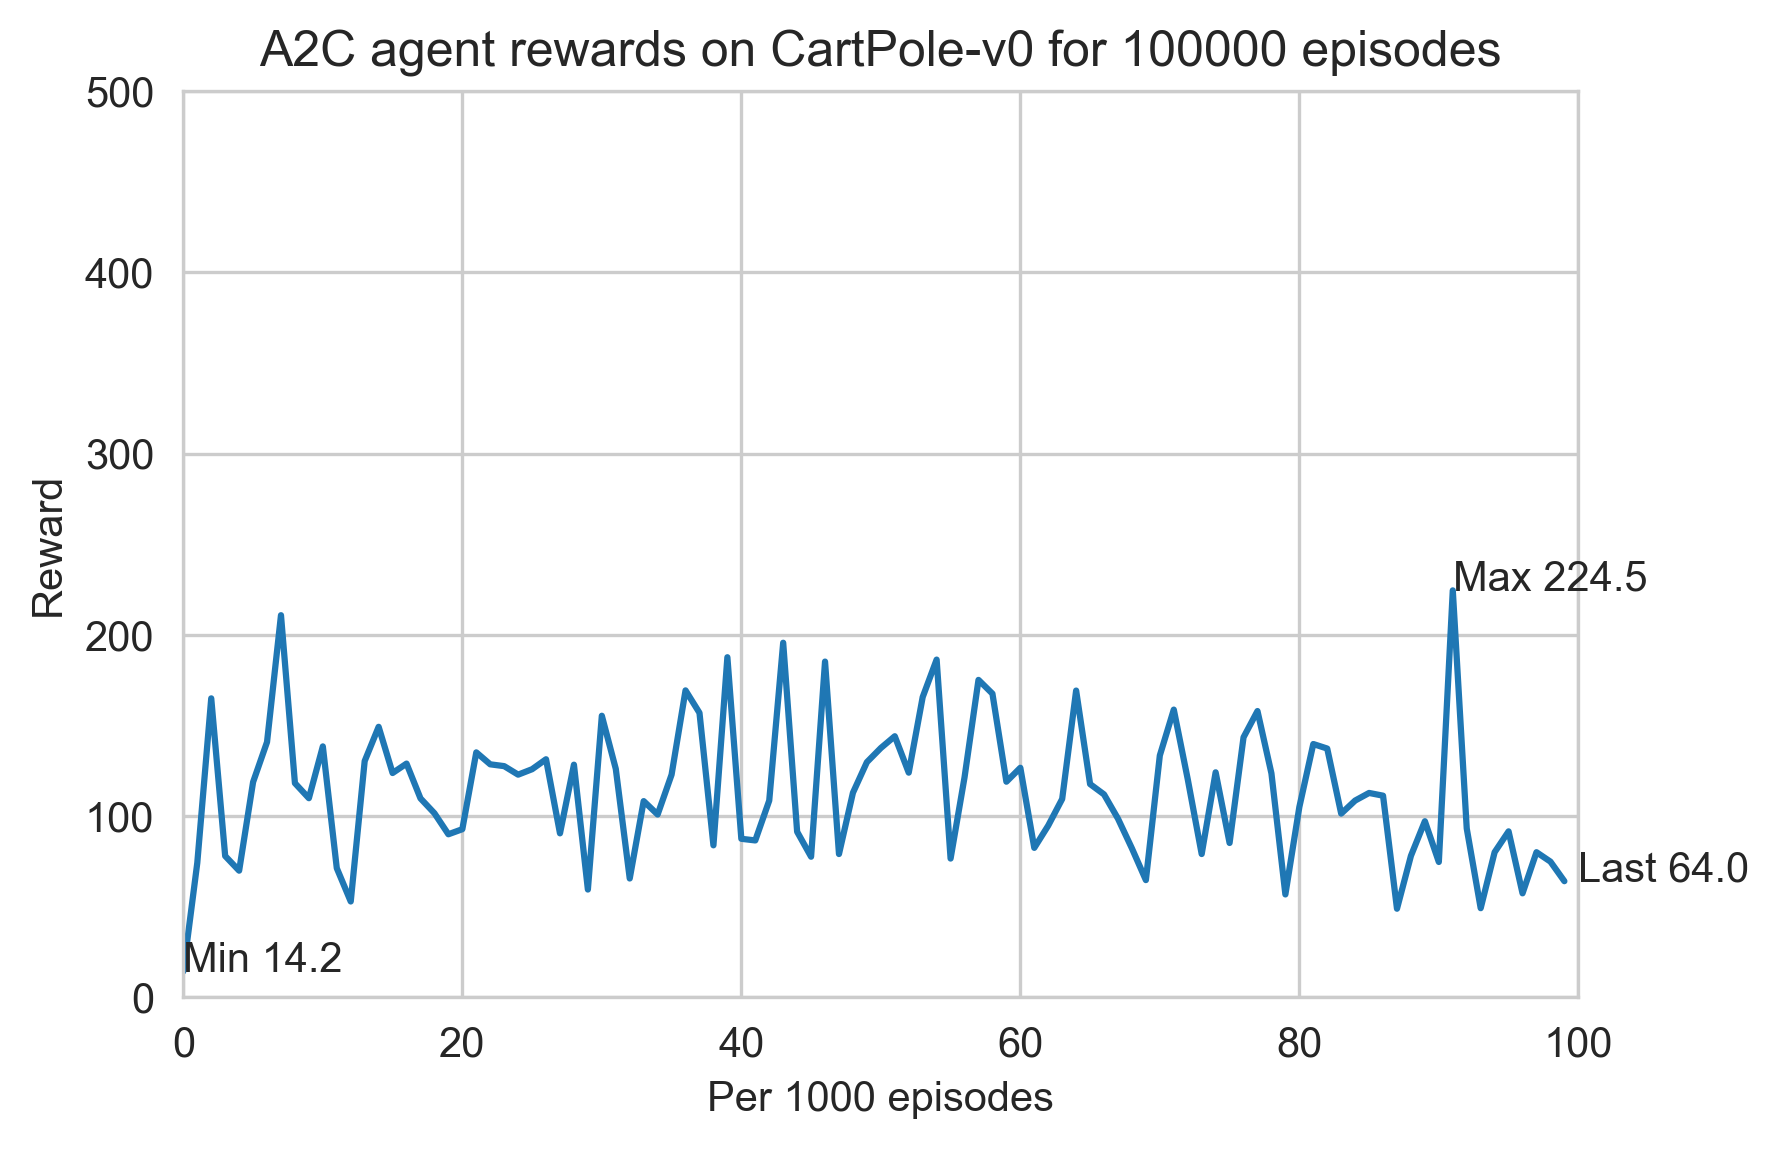 A2C agent rewards on CartPole-v0 for 100000 episodes
500
400
300
200
100
0
Reward
Max 224.5
Last 64.0
Min 14.2
0 20 40 60 80 100
Per 1000 episodes